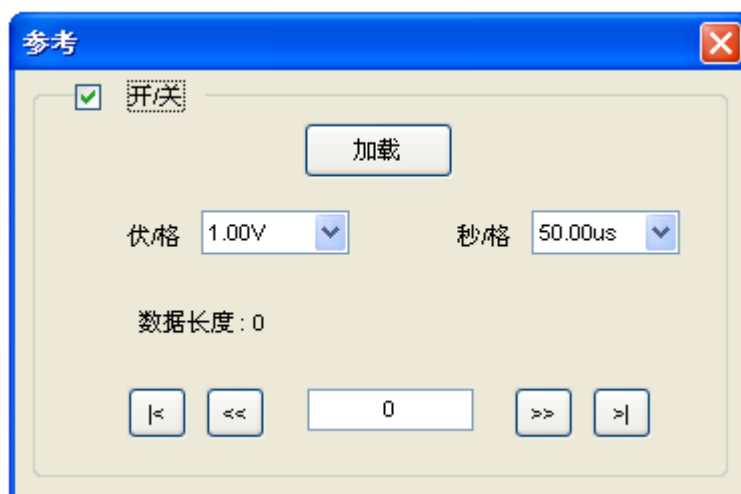 参考
开/关
加载
伏/格 1.00V 秒/格 50.00us
数据长度 : 0
|< << 0 >> >|